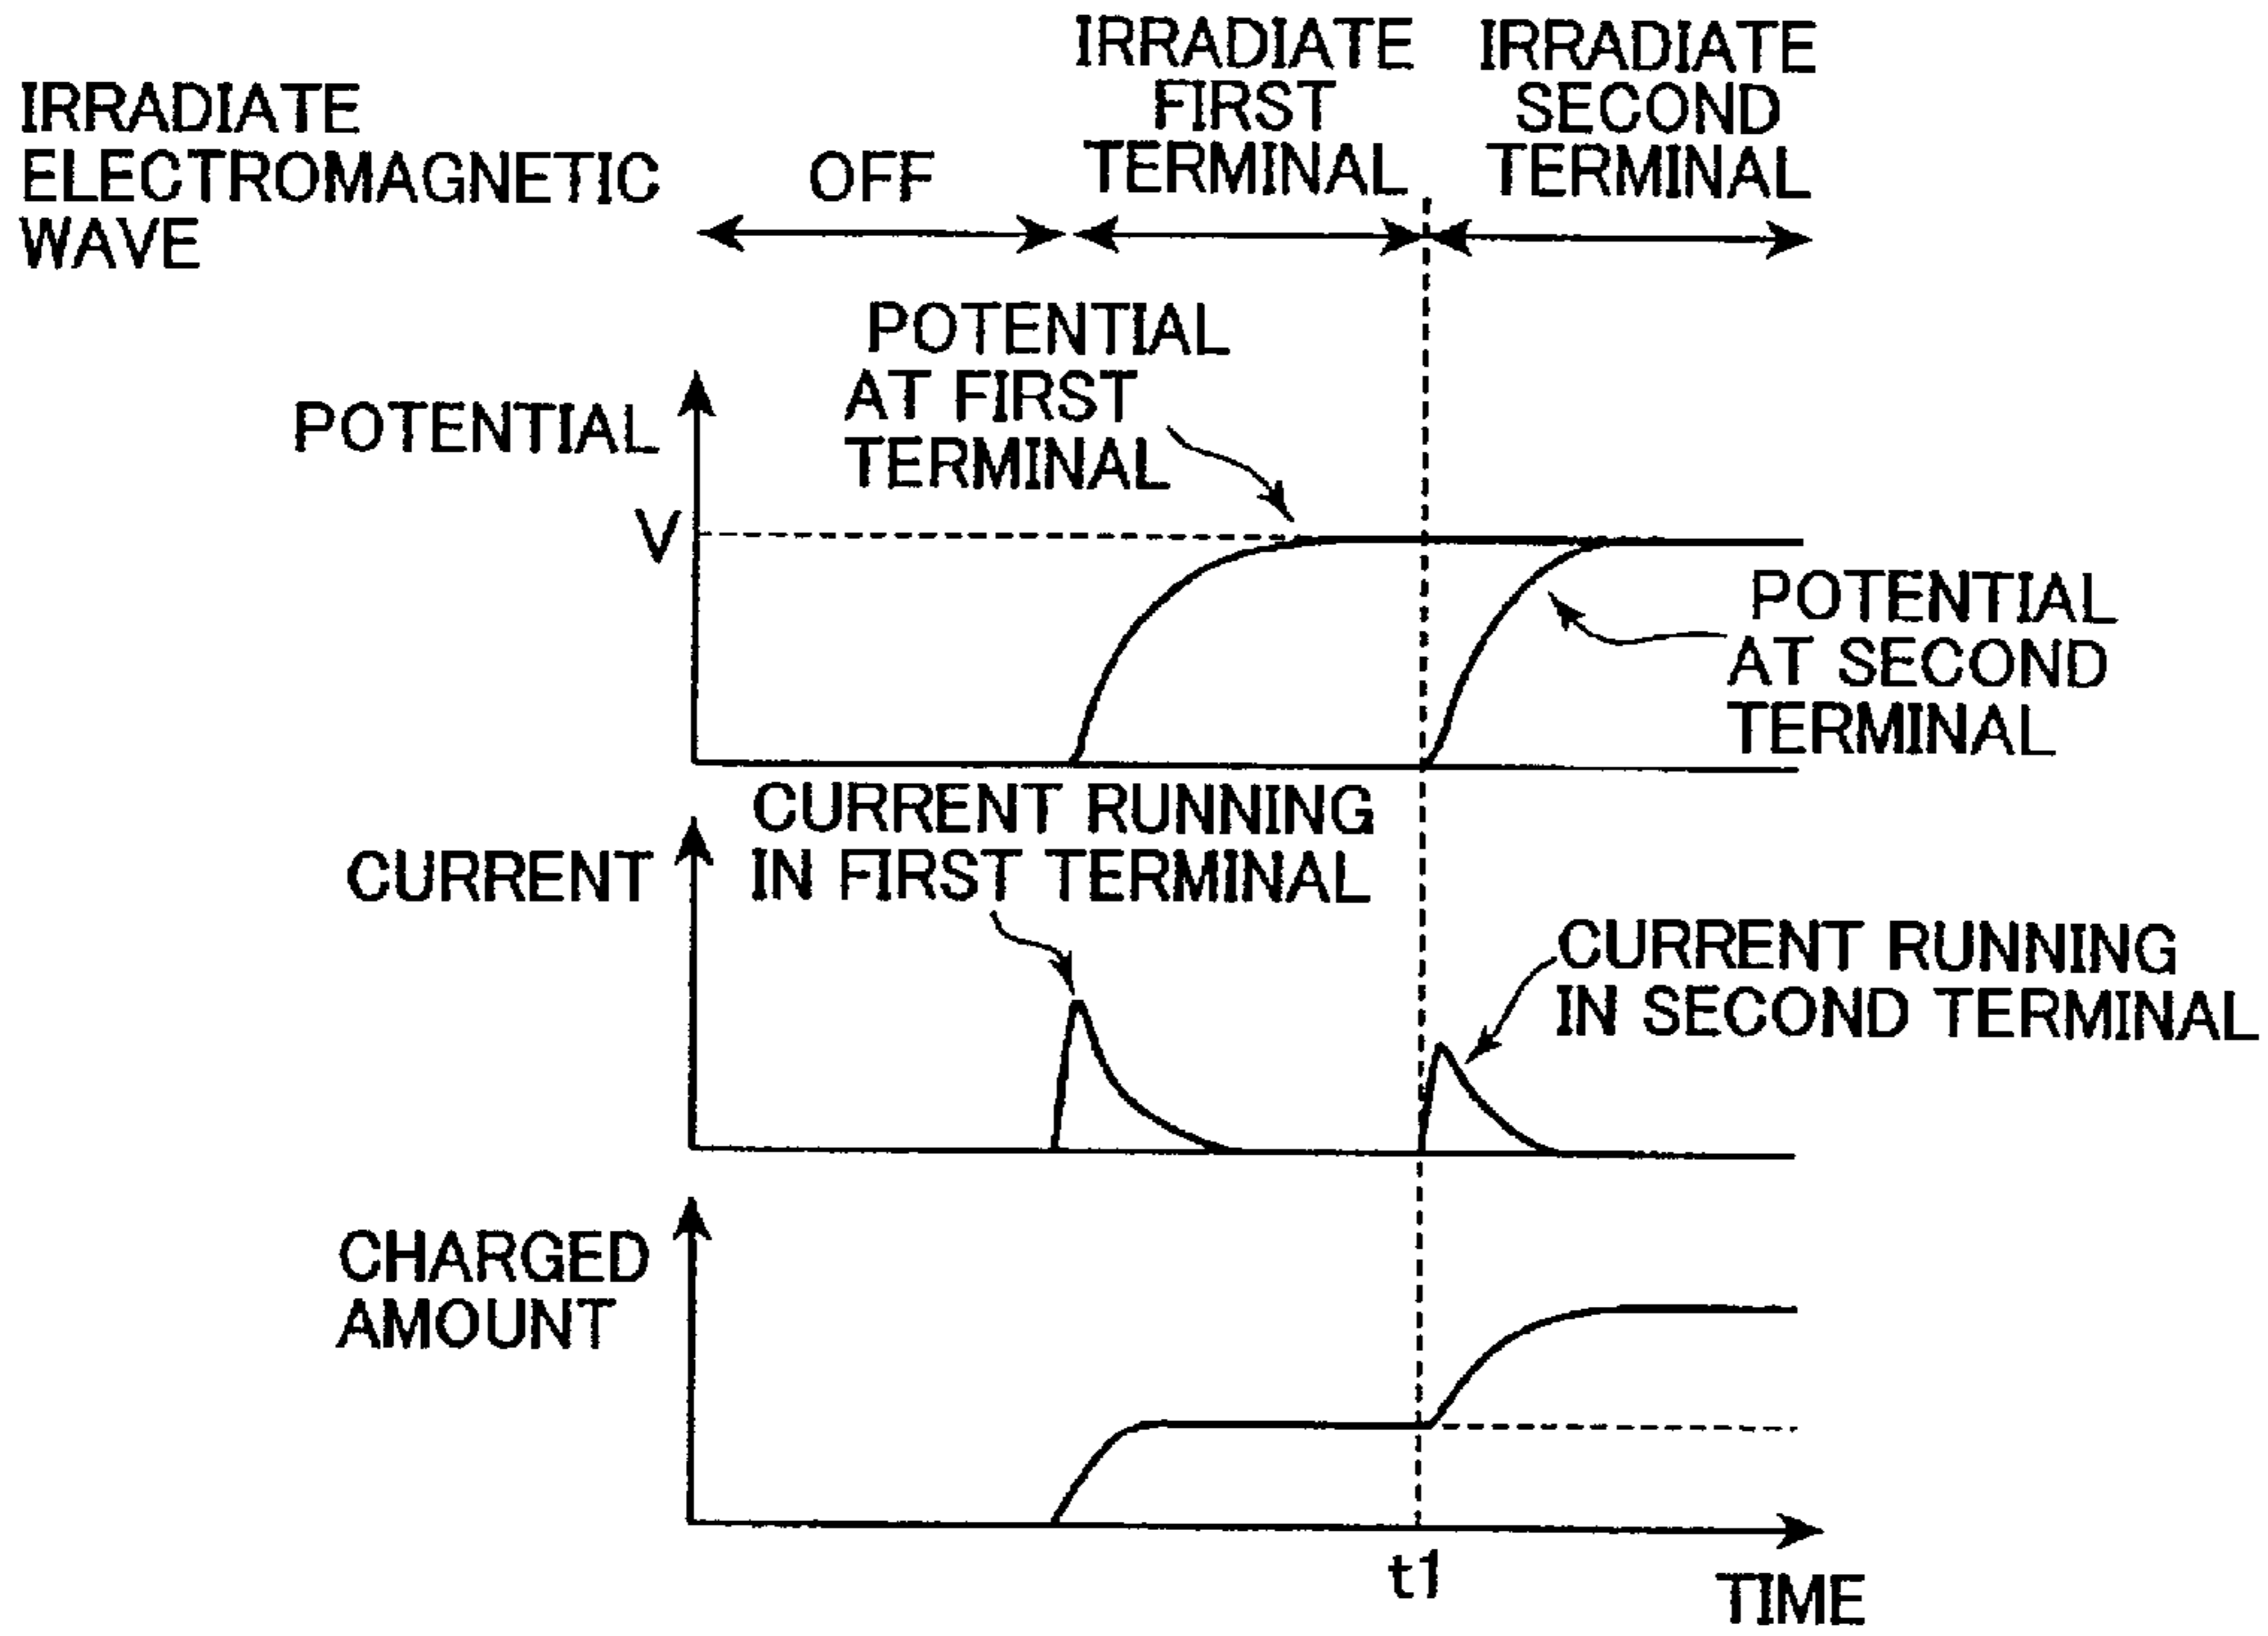 IRRADIATE
ELECTROMAGNETIC
WAVE
OFF
IRRADIATE
FIRST
TERMINAL
IRRADIATE
SECOND
TERMINAL
POTENTIAL
V
POTENTIAL
AT FIRST
TERMINAL
POTENTIAL
AT SECOND
TERMINAL
CURRENT
CURRENT RUNNING
IN FIRST TERMINAL
CURRENT RUNNING
IN SECOND TERMINAL
CHARGED
AMOUNT
t1
TIME